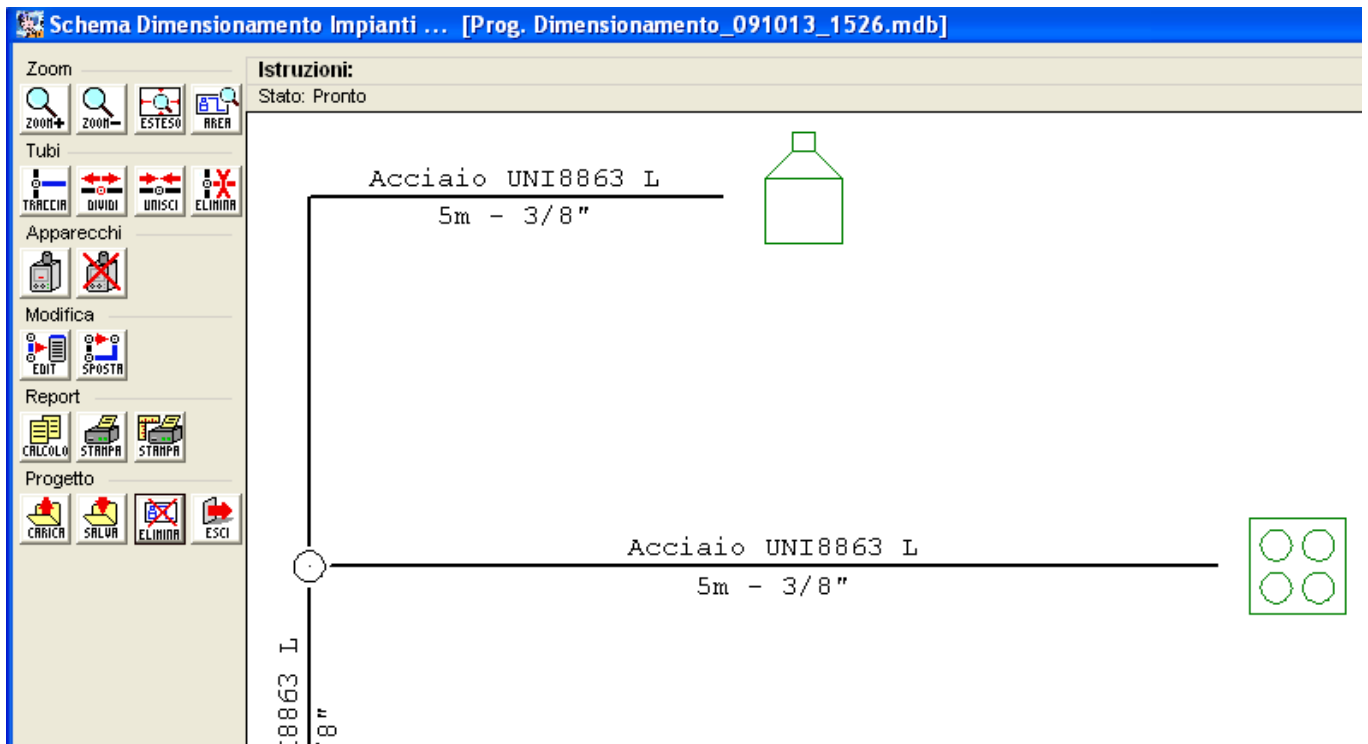 Schema Dimensionamento Impianti ... [Prog. Dimensionamento_091013_1526.mdb]
Zoom
ZOOM+ ZOOM- ESTESO AREA
Tubi
TRACCIA DIVIDI UNISCI ELIMINA
Apparecchi
Modifica
EDIT SPOSTA
Report
CALCOLO STAMPA STAMPA
Progetto
CARICA SALVA ELIMINA ESCI
Istruzioni:
Stato: Pronto
Acciaio UNI8863 L
5m - 3/8"
Acciaio UNI8863 L
5m - 3/8"
8863 L
8"